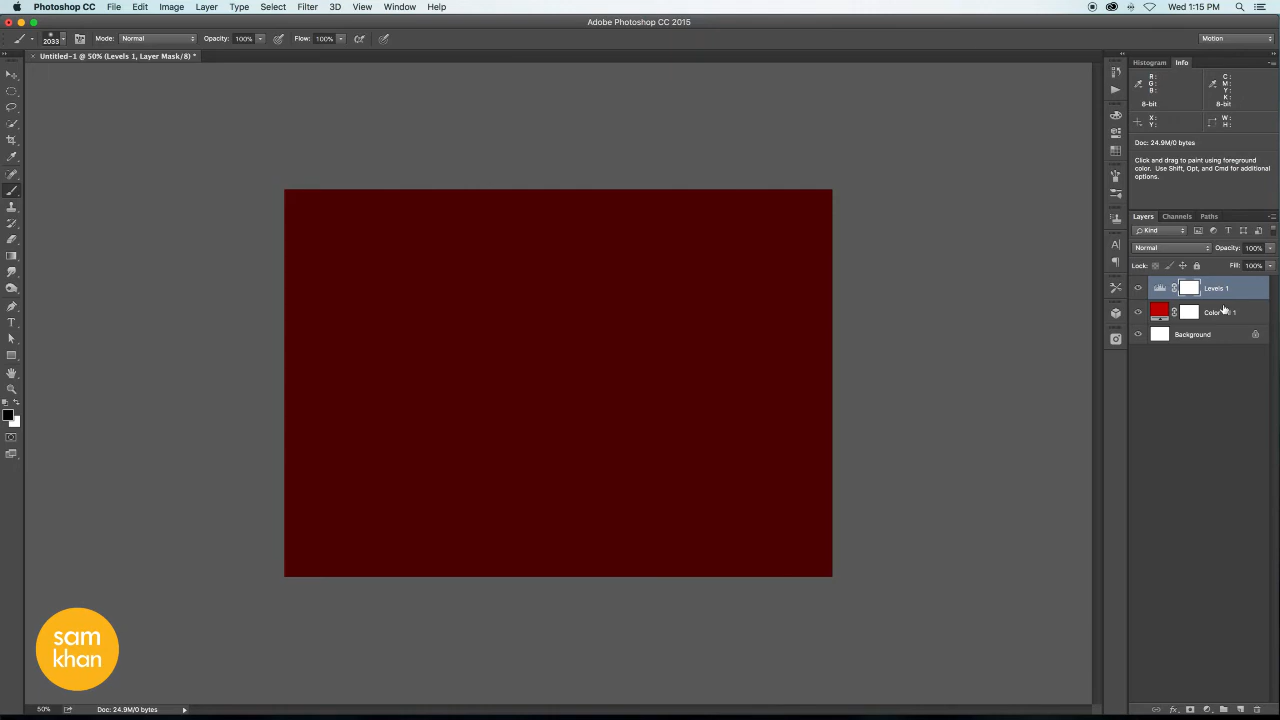 Photoshop CC File Edit Image Layer Type Select Filter 3D View Window Help Wed 1:15 PM
Adobe Photoshop CC 2015
2033 Mode: Normal Opacity: 100% Flow: 100% Motion
× Untitled-1 @ 50% (Levels 1, Layer Mask/8) *
Histogram Info
R: C:
G: M:
B: Y:
K:
8-bit 8-bit
X: W:
Y: H:
Doc: 24.9M/0 bytes
Click and drag to paint using foreground
color. Use Shift, Opt, and Cmd for additional
options.
Layers Channels Paths
Kind
Normal Opacity: 100%
Lock: Fill: 100%
Levels 1
1
Background
sam
khan
50% Doc: 24.9M/0 bytes